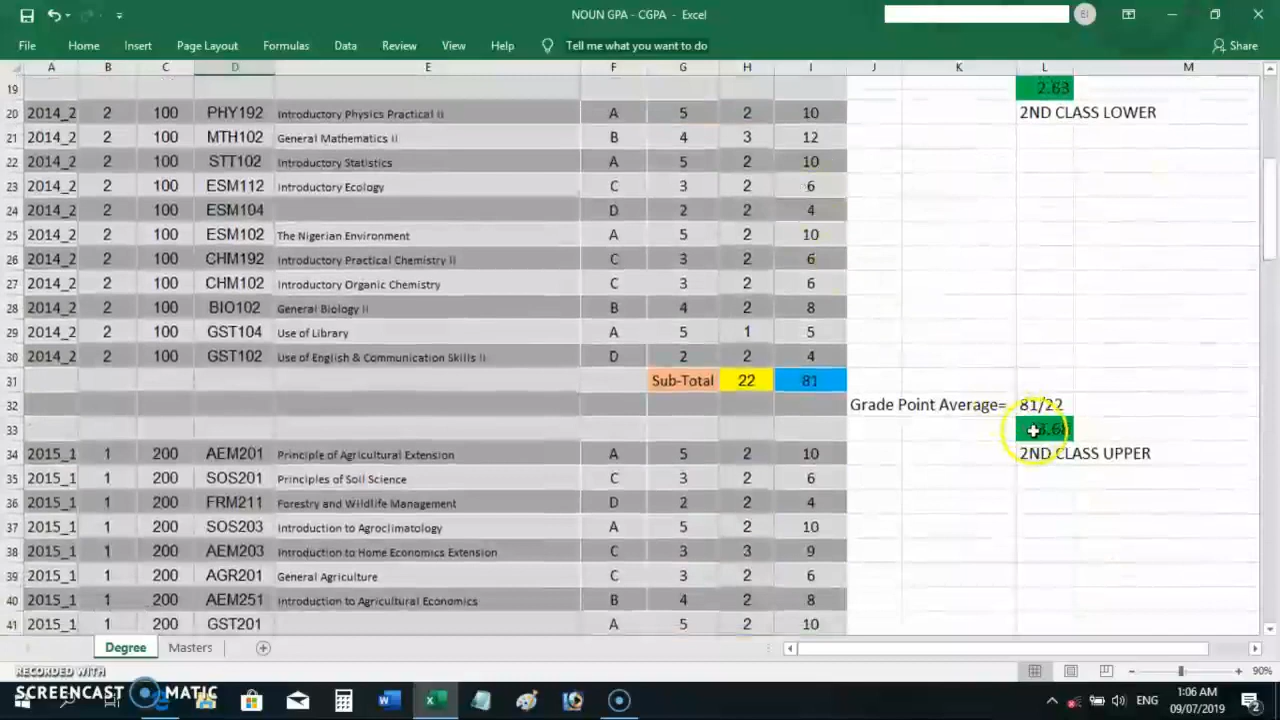 NOUN GPA - CGPA - Excel
File Home Insert Page Layout Formulas Data Review View Help Tell me what you want to do Share
A B C D E F G H I J K L M
19 2.63
20 2014_2 2 100 PHY192 Introductory Physics Practical ii A 5 2 10 2ND CLASS LOWER
21 2014_2 2 100 MTH102 General Mathematics ii B 4 3 12
22 2014_2 2 100 STT102 Introductory Statistics A 5 2 10
23 2014_2 2 100 ESM112 Introductory Ecology C 3 2 6
24 2014_2 2 100 ESM104 D 2 2 4
25 2014_2 2 100 ESM102 The Nigerian Environment A 5 2 10
26 2014_2 2 100 CHM192 Introductory Practical Chemistry ii C 3 2 6
27 2014_2 2 100 CHM102 Introductory Organic Chemistry C 3 2 6
28 2014_2 2 100 BIO102 General Biology ii B 4 2 8
29 2014_2 2 100 GST104 Use of Library A 5 1 5
30 2014_2 2 100 GST102 Use of English & Communication Skills ii D 2 2 4
31 Sub-Total 22 81
32 Grade Point Average= 81/22
33
34 2015_1 1 200 AEM201 Principle of Agricultural Extension A 5 2 10 2ND CLASS UPPER
35 2015_1 1 200 SOS201 Principles of Soil Science C 3 2 6
36 2015_1 1 200 FRM211 Forestry and Wildlife Management D 2 2 4
37 2015_1 1 200 SOS203 Introduction to Agroclimatology A 5 2 10
38 2015_1 1 200 AEM203 Introduction to Home Economics Extension C 3 3 9
39 2015_1 1 200 AGR201 General Agriculture C 3 2 6
40 2015_1 1 200 AEM251 Introduction to Agricultural Economics B 4 2 8
41 2015_1 1 200 GST201 A 5 2 10
Degree Masters
90%
RECORDED WITH
SCREENCAST MATIC
ENG
1:06 AM
09/07/2019
2